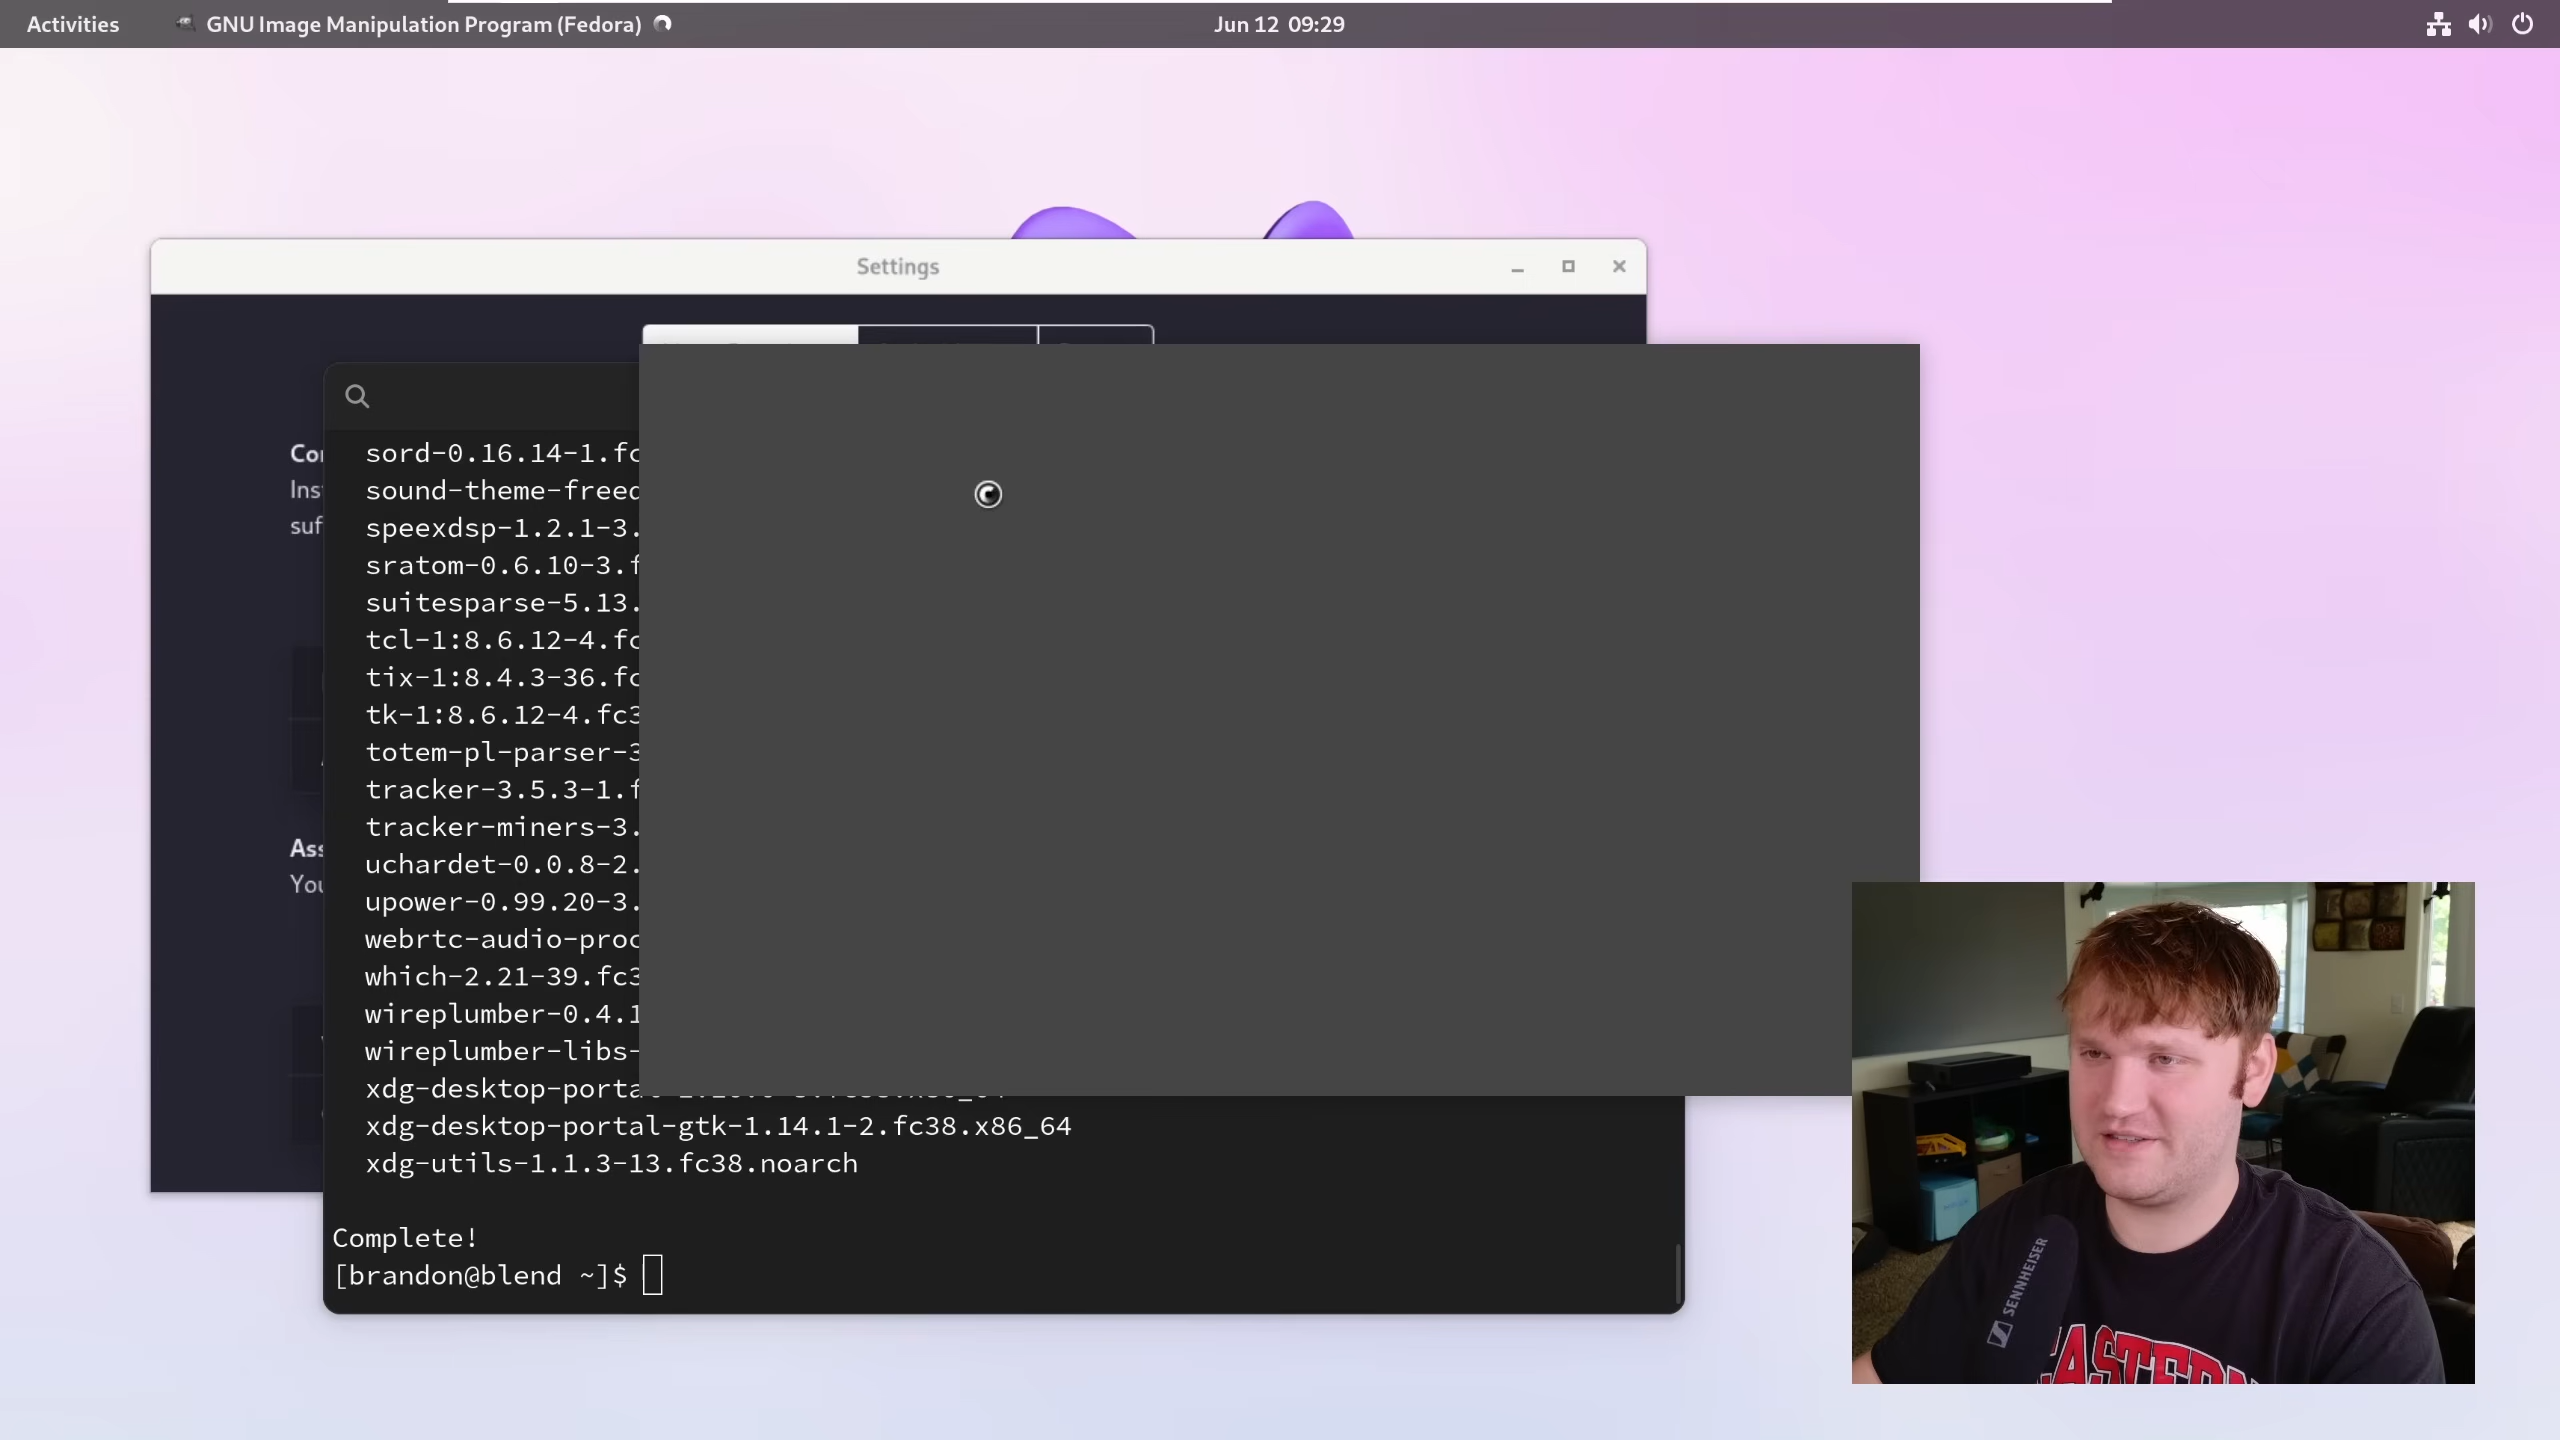 Activities
GNU Image Manipulation Program (Fedora)
Jun 12 09:29
Settings
sord-0.16.14-1.fc
sound-theme-freed
speexdsp-1.2.1-3.
sratom-0.6.10-3.f
suitesparse-5.13.
tcl-1:8.6.12-4.fc
tix-1:8.4.3-36.fc
tk-1:8.6.12-4.fc3
totem-pl-parser-3
tracker-3.5.3-1.f
tracker-miners-3.
uchardet-0.0.8-2.
upower-0.99.20-3.
webrtc-audio-proc
which-2.21-39.fc3
wireplumber-0.4.1
wireplumber-libs-
xdg-desktop-portal
xdg-desktop-portal-gtk-1.14.1-2.fc38.x86_64
xdg-utils-1.1.3-13.fc38.noarch
Complete!
[brandon@blend ~]$
Ass
You
SENNHEISER
EASTERN